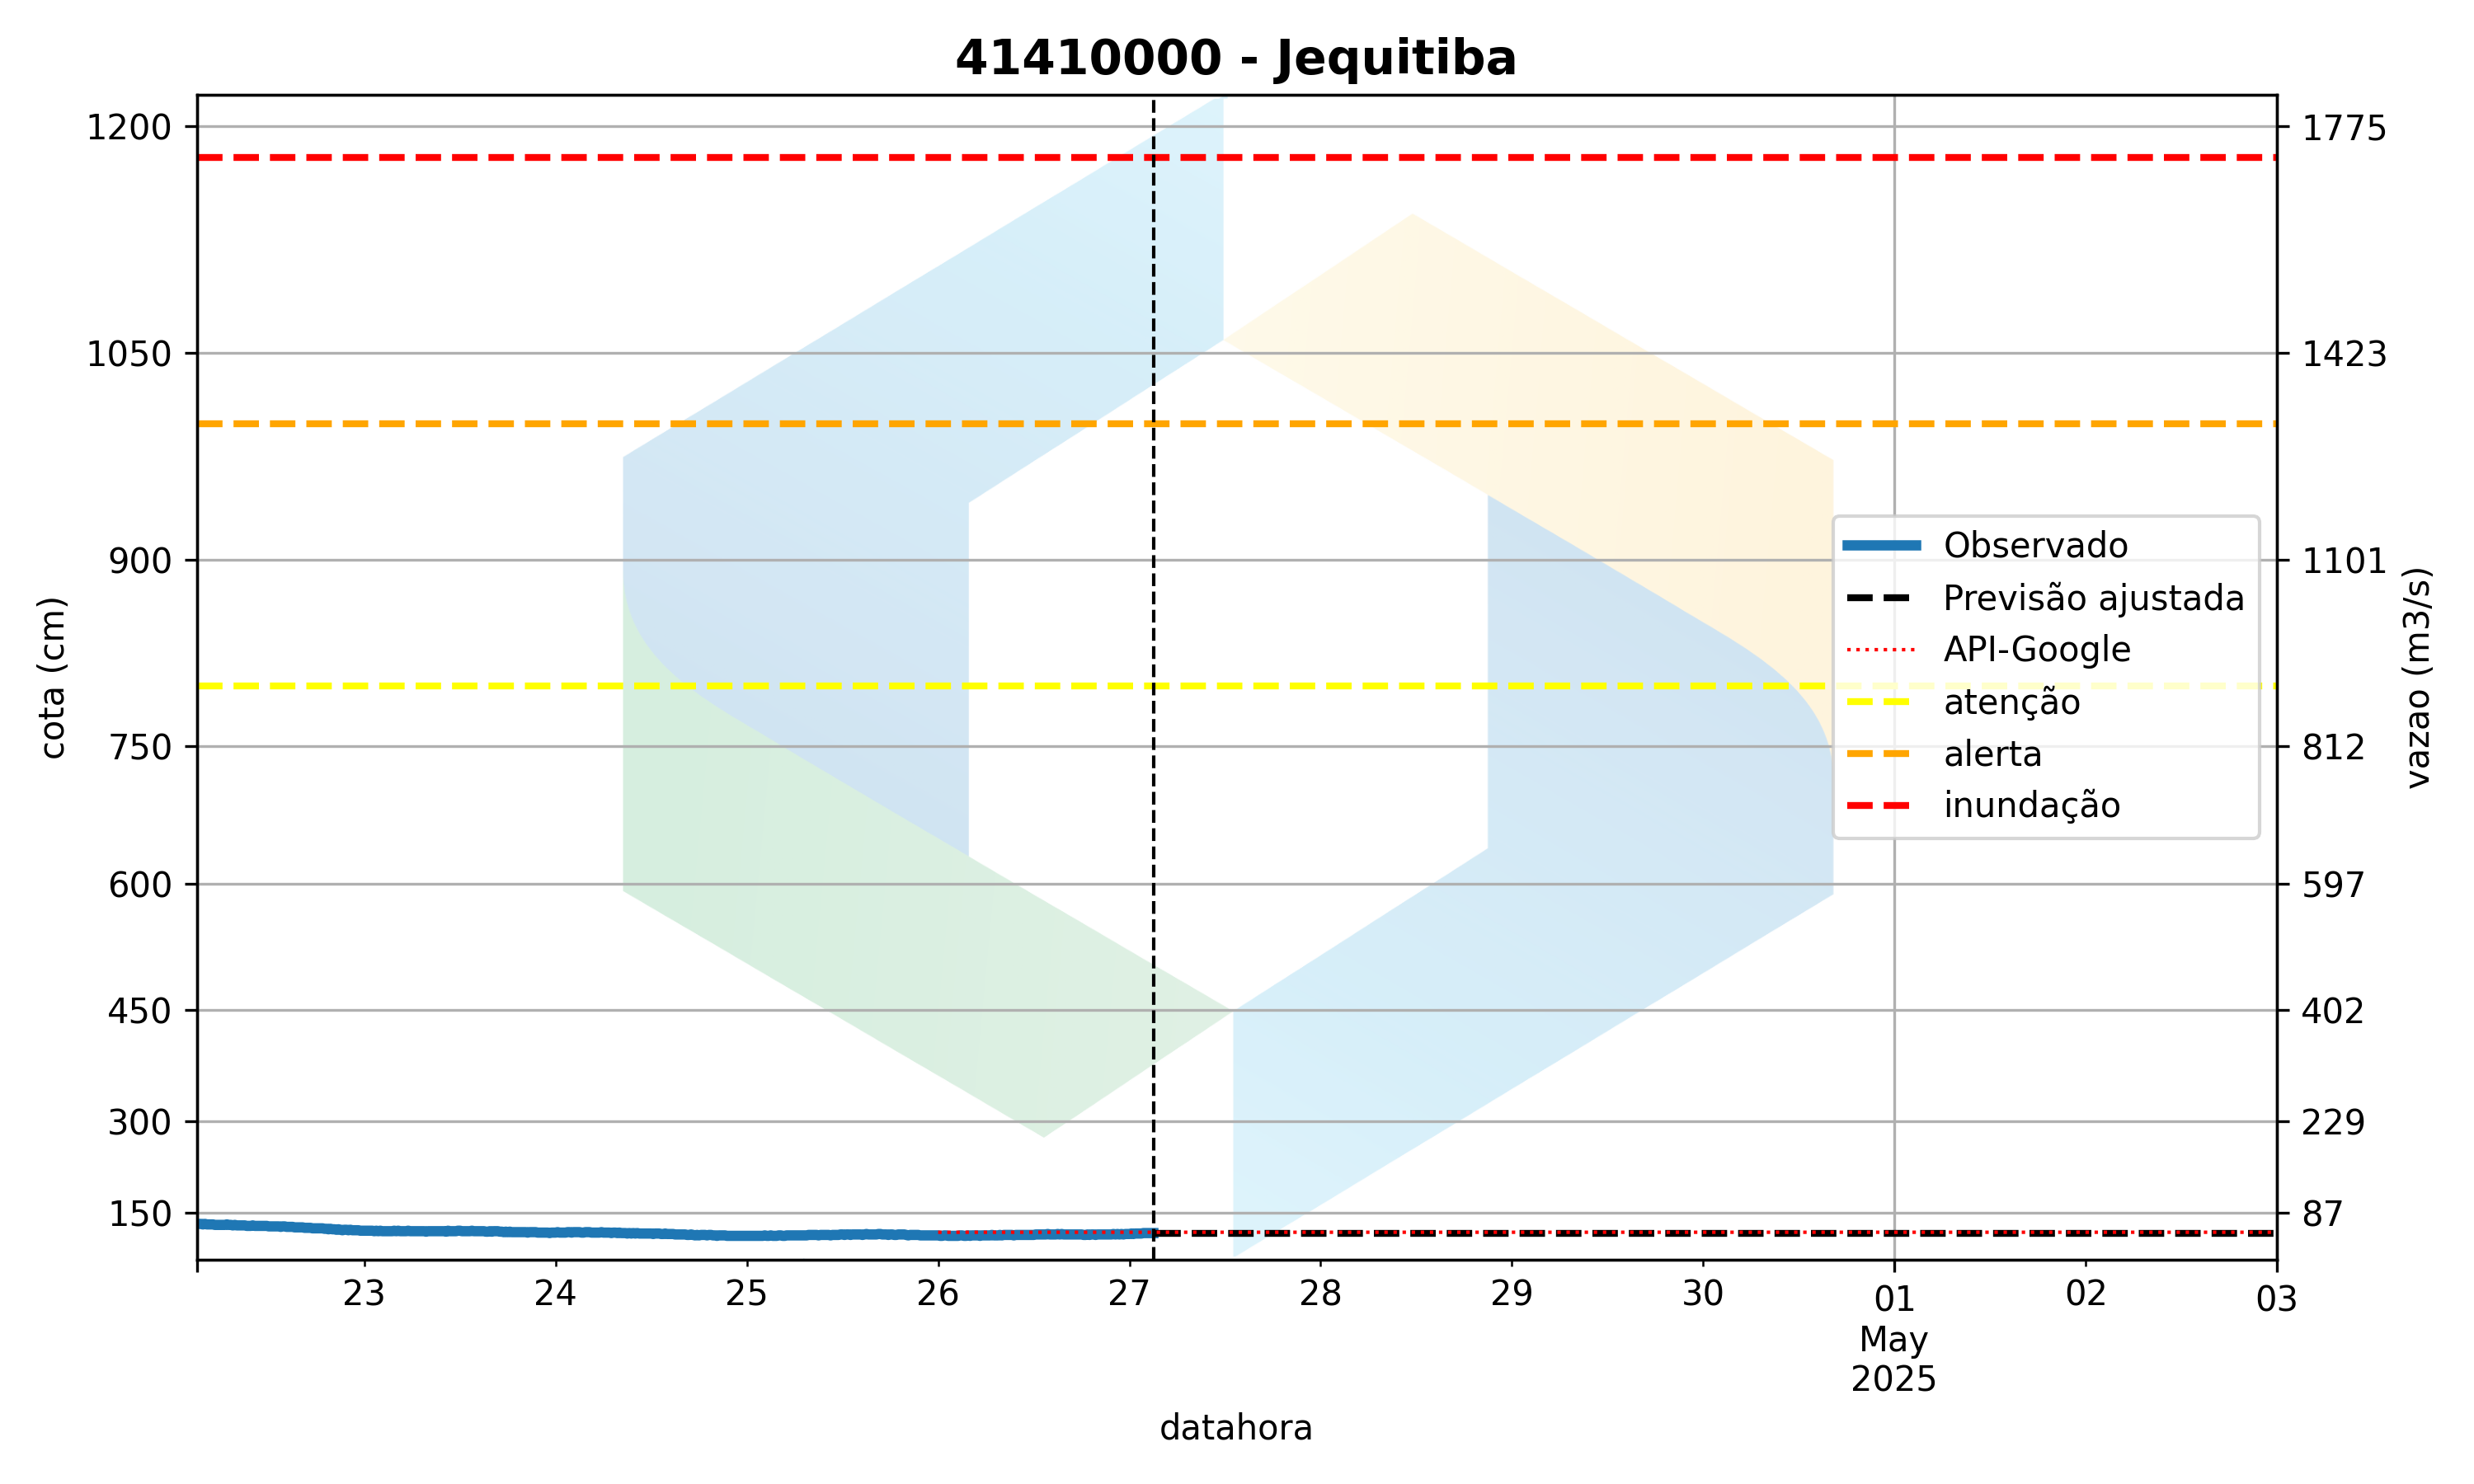 41410000 - Jequitiba
1200
1050
900
750
600
450
300
150
cota (cm)
1775
1423
1101
812
597
402
229
87
vazao (m3/s)
Observado
Previsão ajustada
API-Google
atenção
alerta
inundação
23 24 25 26 27 28 29 30 01 02 03
May
2025
datahora